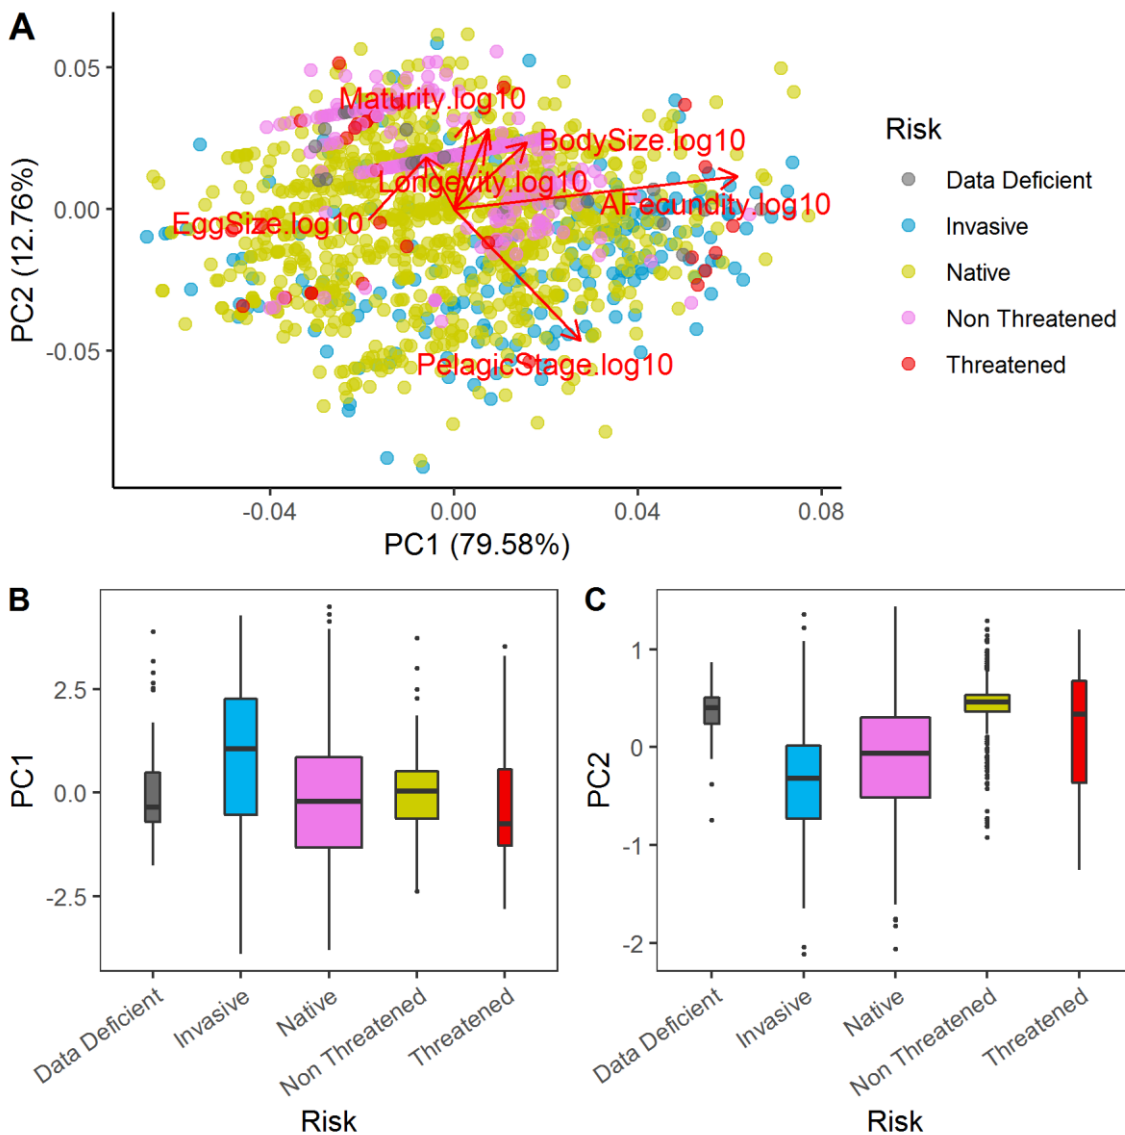 A
0.05
0.00
-0.05
PC2 (12.76%)
Maturity.log10
BodySize.log10
Longevity.log10
AFecundity.log10
EggSize.log10
PelagicStage.log10
-0.04
0.00
0.04
0.08
PC1 (79.58%)
Risk
Data Deficient
Invasive
Native
Non Threatened
Threatened
B
2.5
0.0
-2.5
PC1
Data Deficient
Invasive
Native
Non Threatened
Threatened
Risk
C
1
0
-1
-2
PC2
Data Deficient
Invasive
Native
Non Threatened
Threatened
Risk